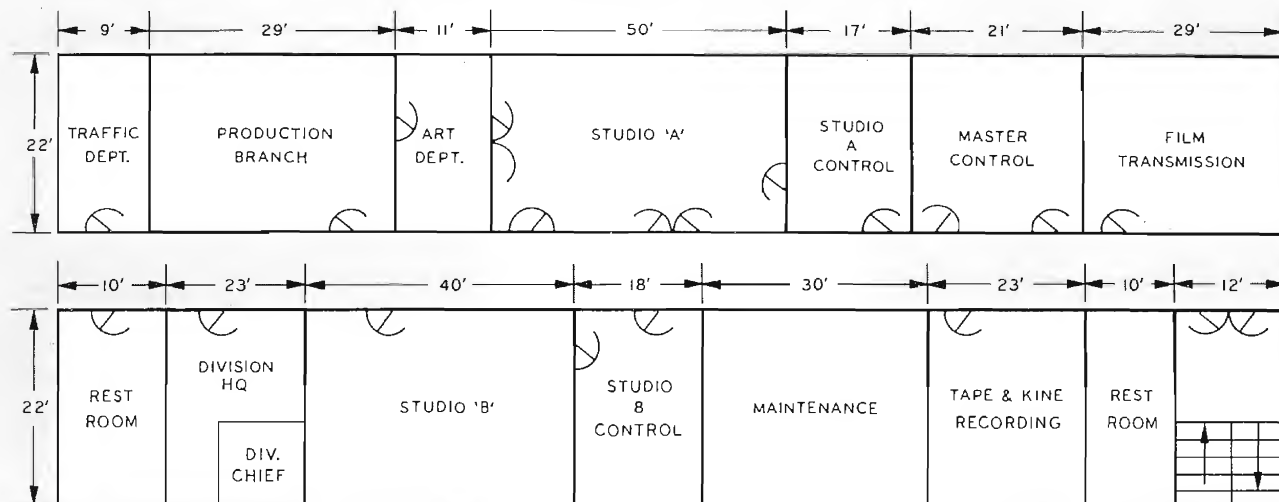 9' 29' 11' 50' 17' 21' 29'
22'
TRAFFIC
DEPT.
PRODUCTION
BRANCH
ART
DEPT.
STUDIO 'A'
STUDIO
A
CONTROL
MASTER
CONTROL
FILM
TRANSMISSION
10' 23' 40' 18' 30' 23' 10' 12'
22'
REST
ROOM
DIVISION
HQ
DIV.
CHIEF
STUDIO 'B'
STUDIO
8
CONTROL
MAINTENANCE
TAPE & KINE
RECORDING
REST
ROOM